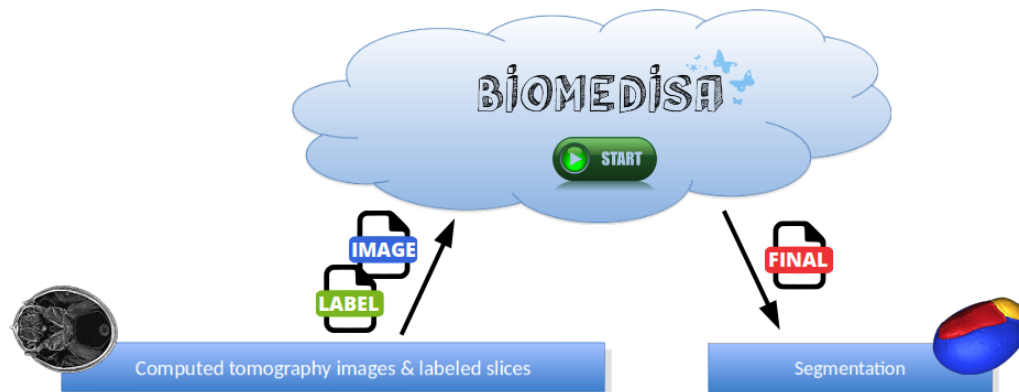 BIOMEDISA
START
IMAGE
LABEL
FINAL
Computed tomography images & labeled slices
Segmentation